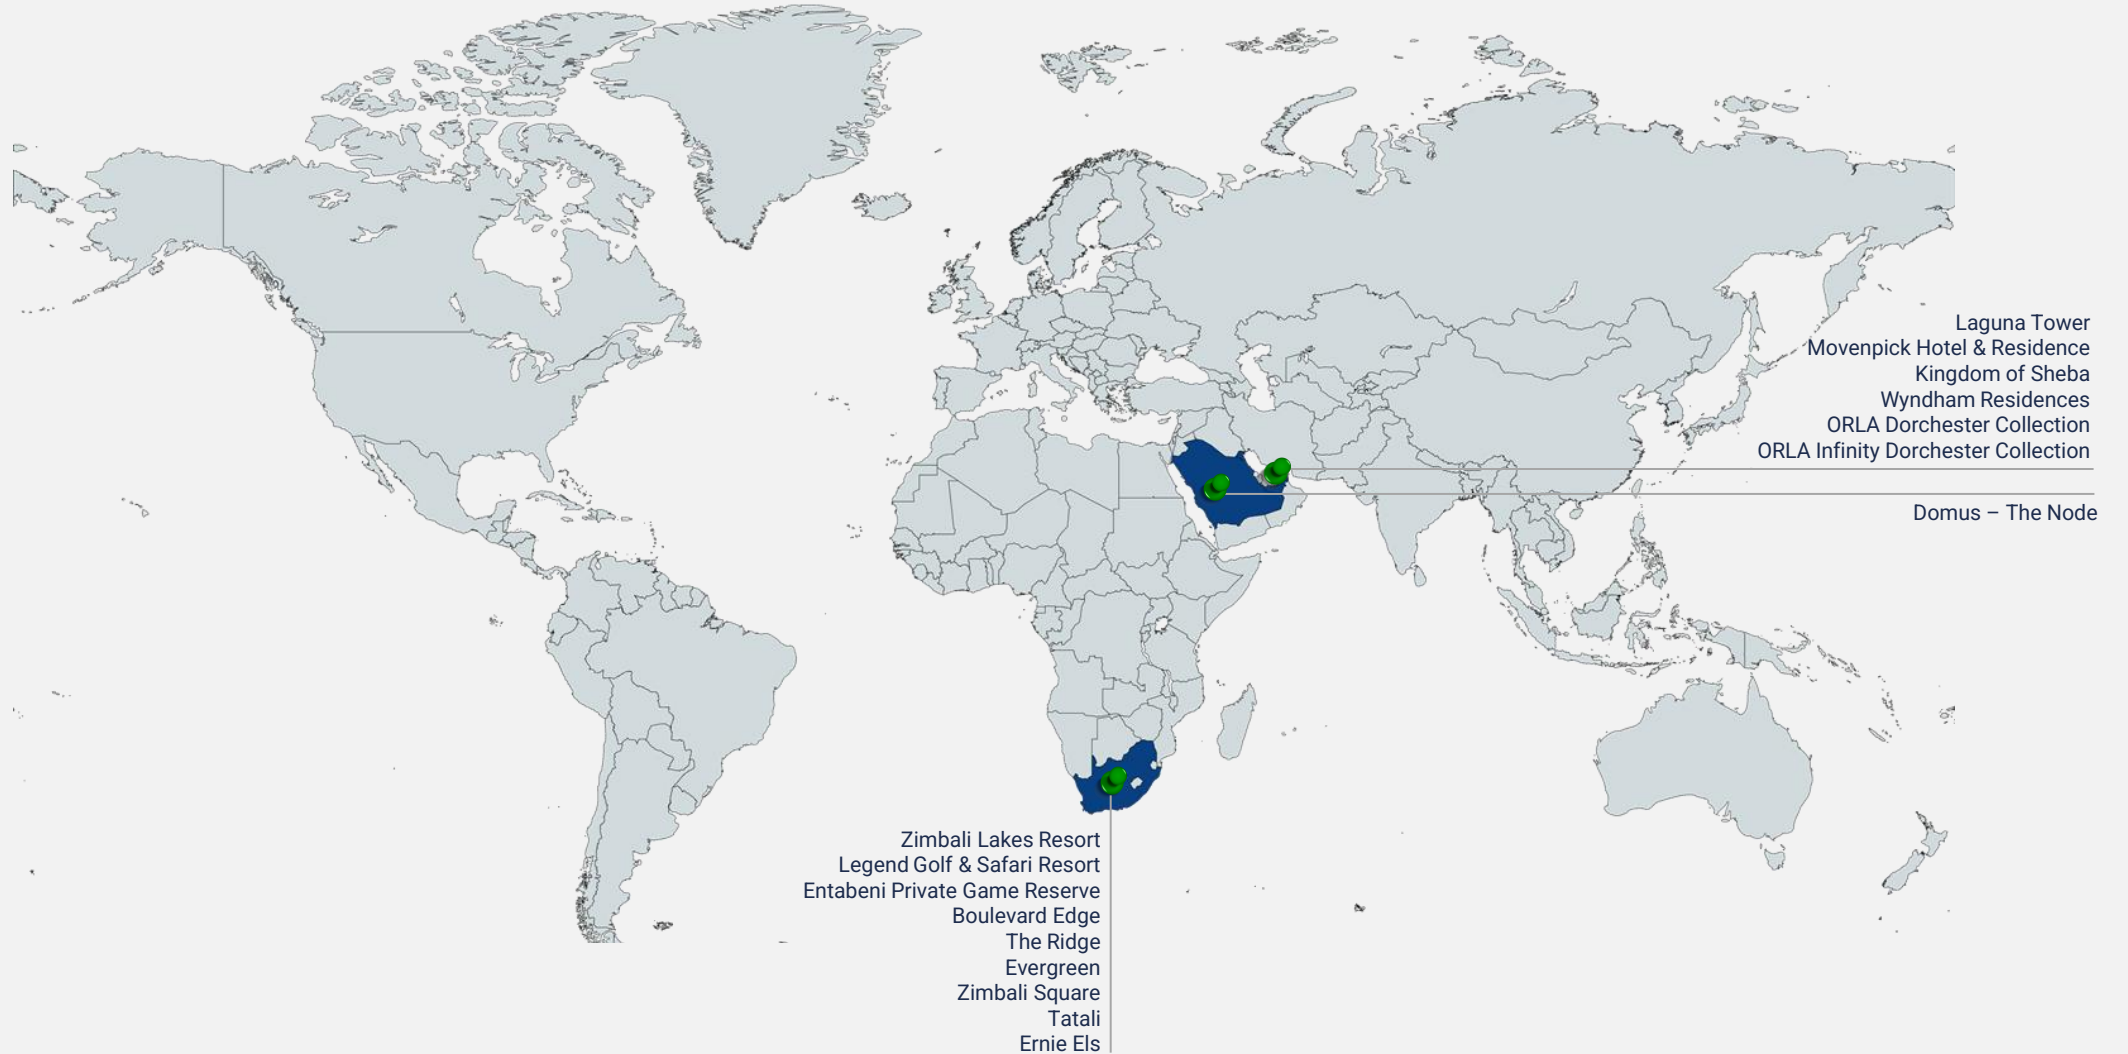 Laguna Tower
Movenpick Hotel & Residence
Kingdom of Sheba
Wyndham Residences
ORLA Dorchester Collection
ORLA Infinity Dorchester Collection
Domus – The Node
Zimbali Lakes Resort
Legend Golf & Safari Resort
Entabeni Private Game Reserve
Boulevard Edge
The Ridge
Evergreen
Zimbali Square
Tatali
Ernie Els